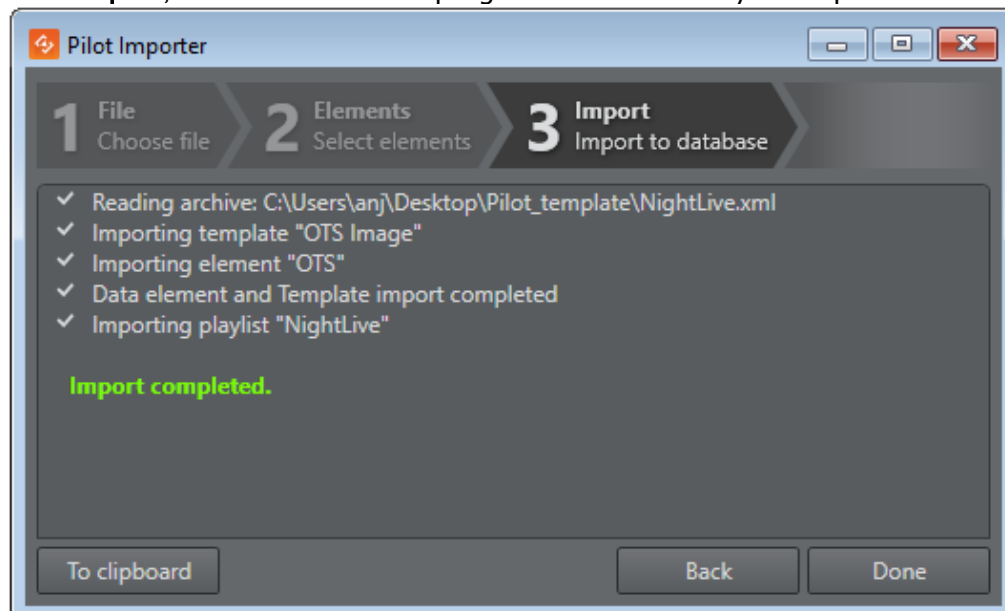 Pilot Importer
1 File
Choose file
2 Elements
Select elements
3 Import
Import to database
Reading archive: C:\Users\anj\Desktop\Pilot_template\NightLive.xml
Importing template "OTS Image"
Importing element "OTS"
Data element and Template import completed
Importing playlist "NightLive"
Import completed.
To clipboard
Back
Done